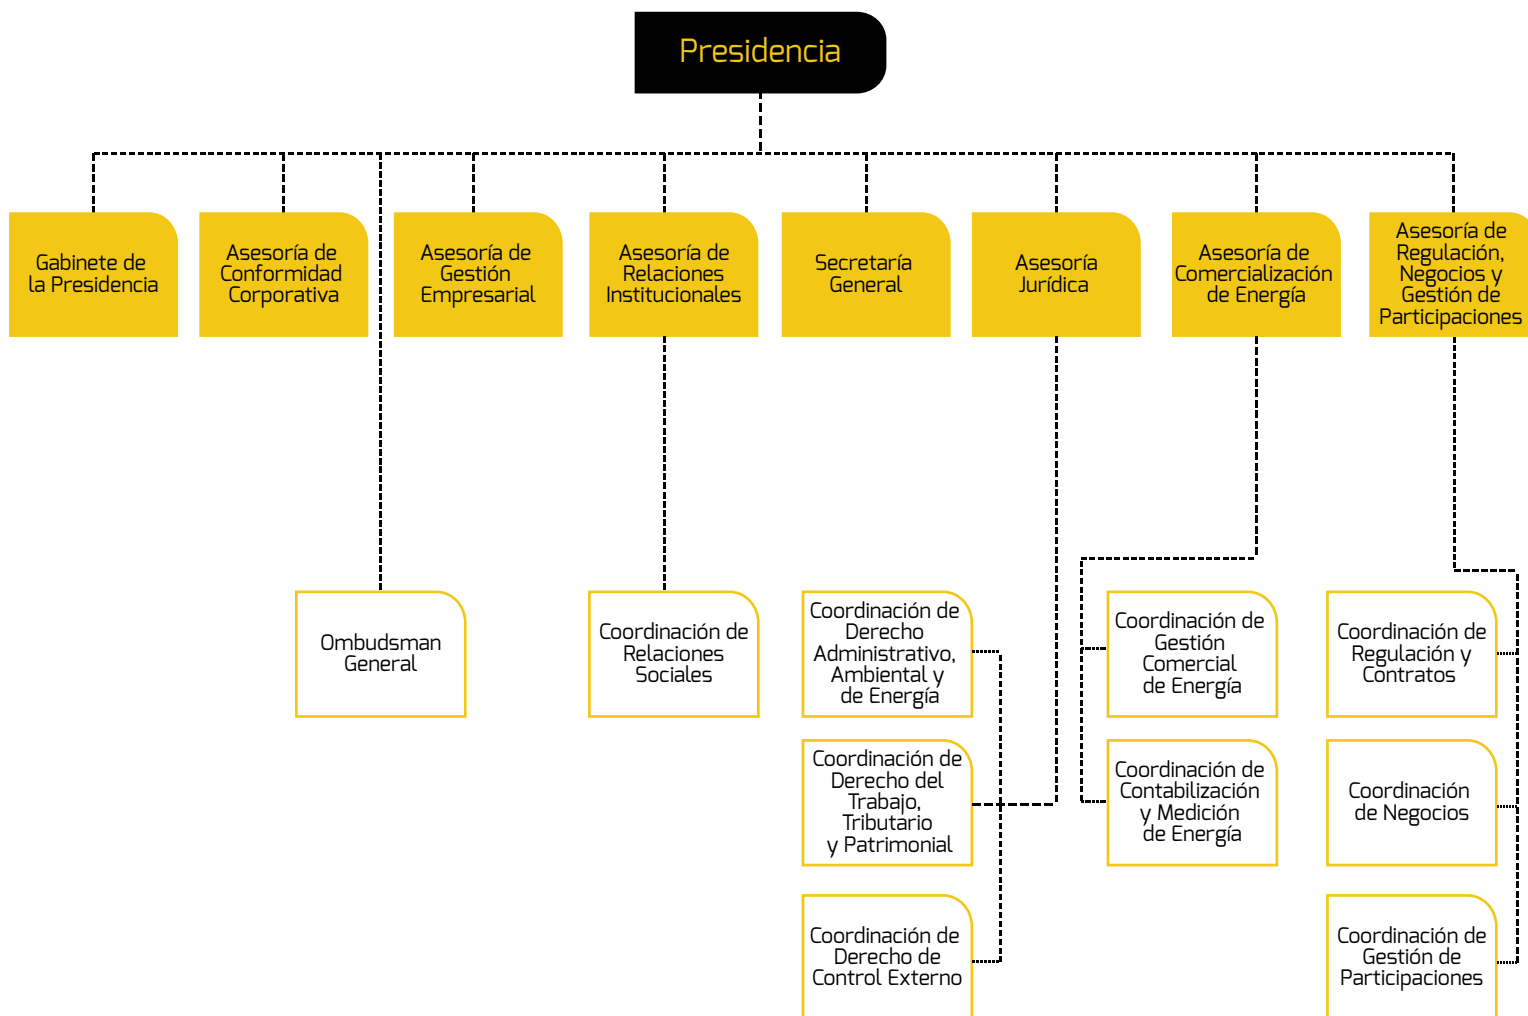 Presidencia
Gabinete de
la Presidencia
Asesoría de
Conformidad
Corporativa
Asesoría de
Gestión
Empresarial
Asesoría de
Relaciones
Institucionales
Secretaría
General
Asesoría
Jurídica
Asesoría de
Comercialización
de Energía
Asesoría de
Regulación,
Negocios y
Gestión de
Participaciones
Ombudsman
General
Coordinación de
Relaciones
Sociales
Coordinación de
Derecho
Administrativo,
Ambiental y
de Energía
Coordinación de
Gestión
Comercial
de Energía
Coordinación de
Regulación y
Contratos
Coordinación de
Derecho del
Trabajo,
Tributario
y Patrimonial
Coordinación de
Contabilización
y Medición
de Energía
Coordinación
de Negocios
Coordinación de
Derecho de
Control Externo
Coordinación de
Gestión de
Participaciones